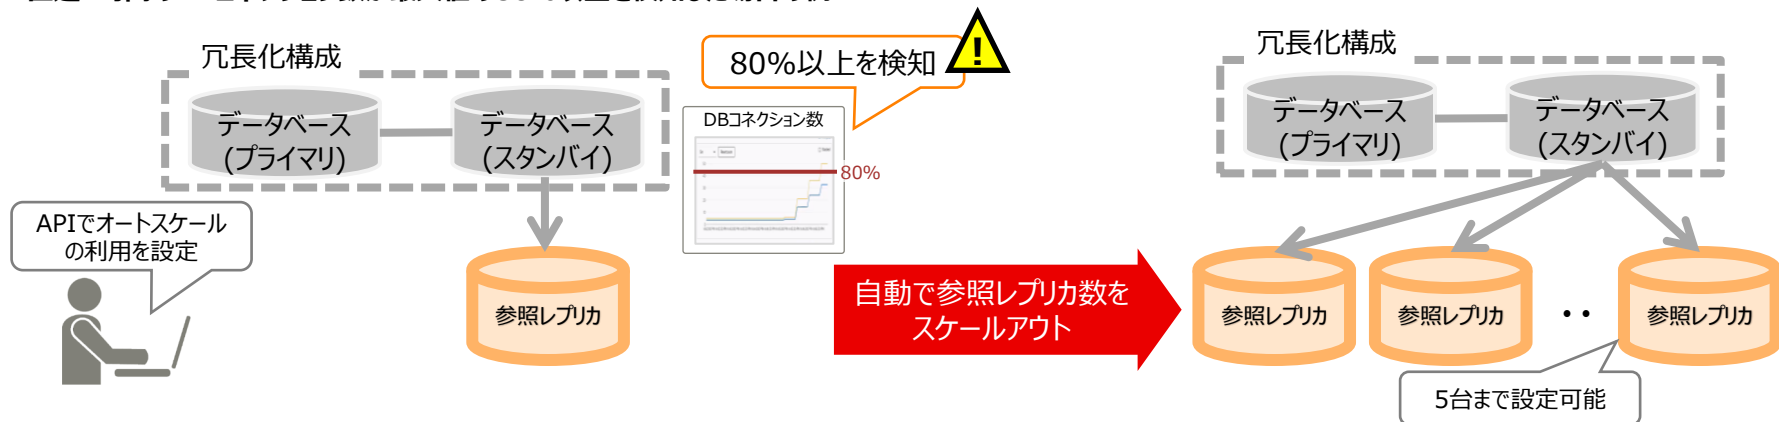 冗長化構成
データベース
(プライマリ)
データベース
(スタンバイ)
APIでオートスケール
の利用を設定
参照レプリカ
80%以上を検知
!
DBコネクション数
80%
自動で参照レプリカ数を
スケールアウト
冗長化構成
データベース
(プライマリ)
データベース
(スタンバイ)
参照レプリカ
参照レプリカ
・・
参照レプリカ
5台まで設定可能